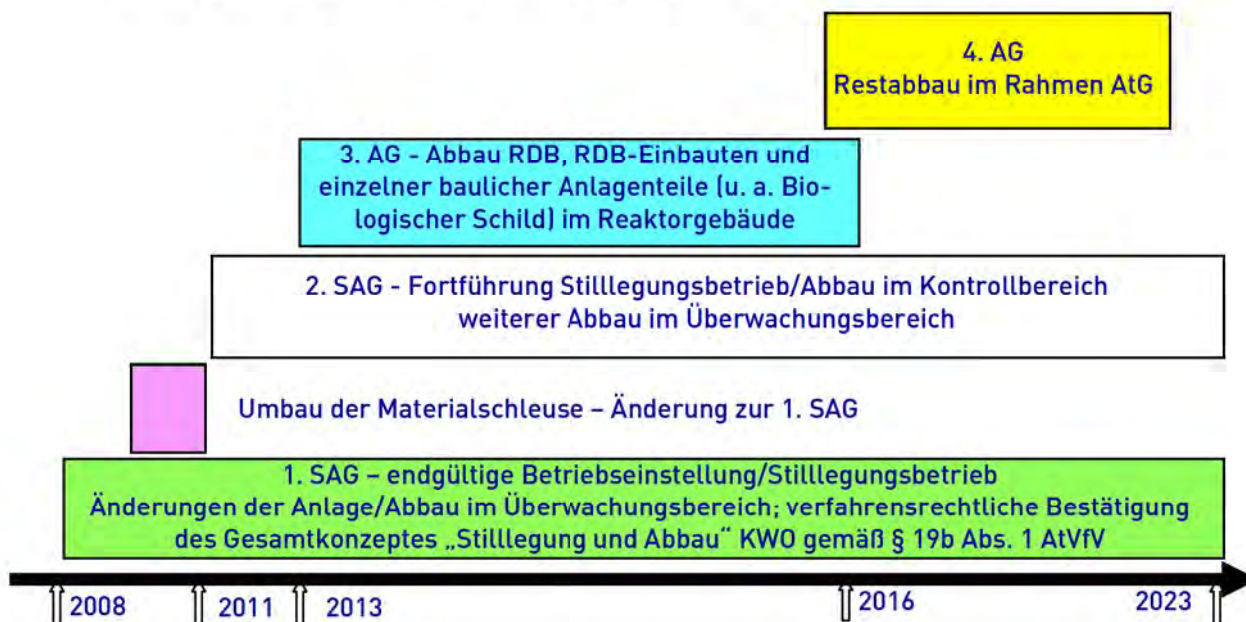 4. AG
Restabbau im Rahmen AtG
3. AG - Abbau RDB, RDB-Einbauten und
einzelner baulicher Anlagenteile (u. a. Bio-
logischer Schild) im Reaktorgebäude
2. SAG - Fortführung Stilllegungsbetrieb/Abbau im Kontrollbereich
weiterer Abbau im Überwachungsbereich
Umbau der Materialschleuse – Änderung zur 1. SAG
1. SAG – endgültige Betriebseinstellung/Stilllegungsbetrieb
Änderungen der Anlage/Abbau im Überwachungsbereich; verfahrensrechtliche Bestätigung
des Gesamtkonzeptes „Stilllegung und Abbau“ KWO gemäß § 19b Abs. 1 AtVfV
2008 2011 2013 2016 2023